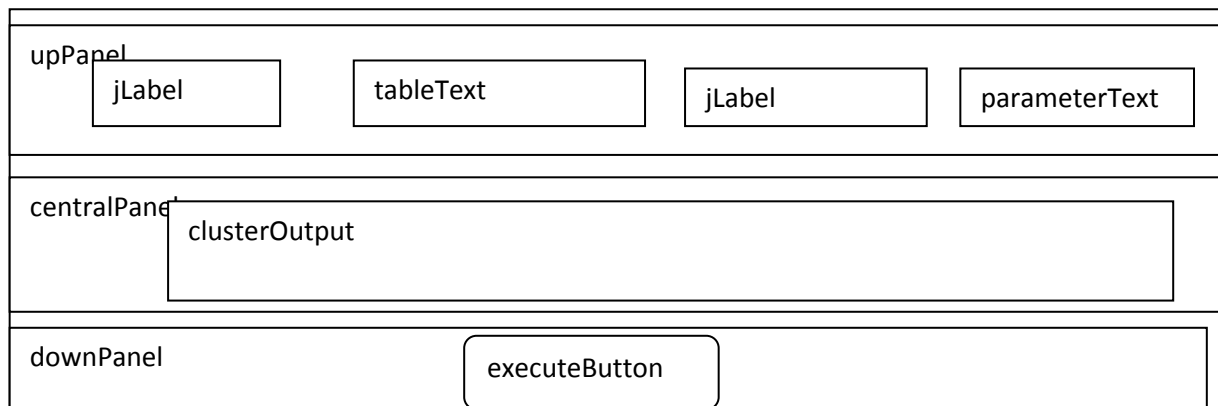 upPanel
jLabel
tableText
jLabel
parameterText
centralPanel
clusterOutput
downPanel
executeButton